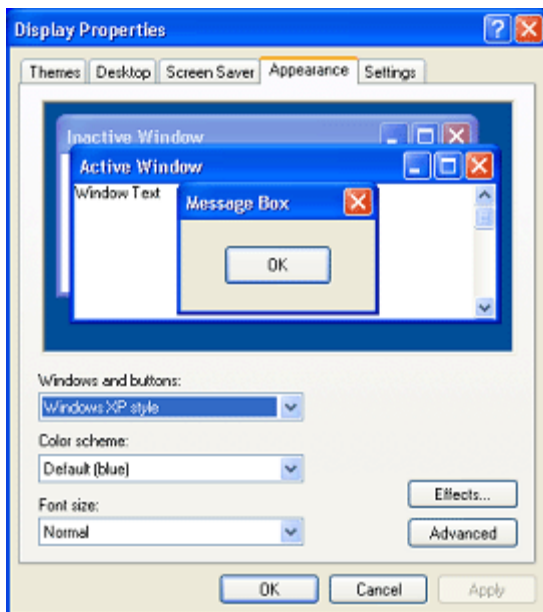 Display Properties
Themes Desktop Screen Saver Appearance Settings
Inactive Window
Active Window
Window Text
Message Box
OK
Windows and buttons:
Windows XP style
Color scheme:
Default (blue)
Font size:
Normal
Effects...
Advanced
OK Cancel Apply